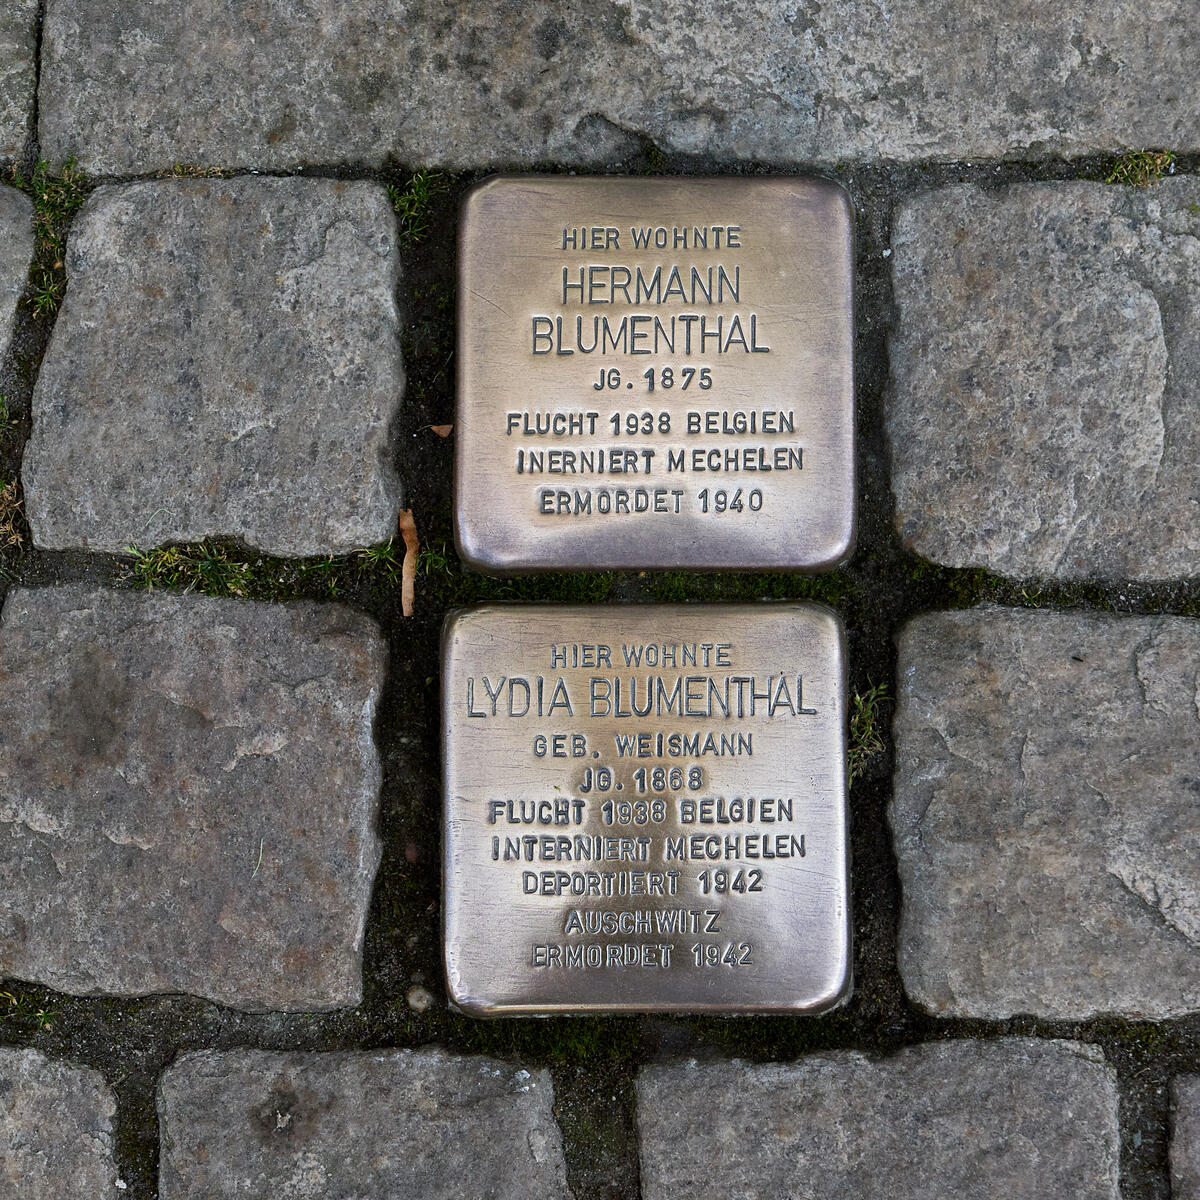 HIER WOHNTE
HERMANN
BLUMENTHAL
JG. 1875
FLUCHT 1938 BELGIEN
INERNIERT MECHELEN
ERMORDET 1940
HIER WOHNTE
LYDIA BLUMENTHAL
GEB. WEISMANN
JG. 1868
FLUCHT 1938 BELGIEN
INTERNIERT MECHELEN
DEPORTIERT 1942
AUSCHWITZ
ERMORDET 1942